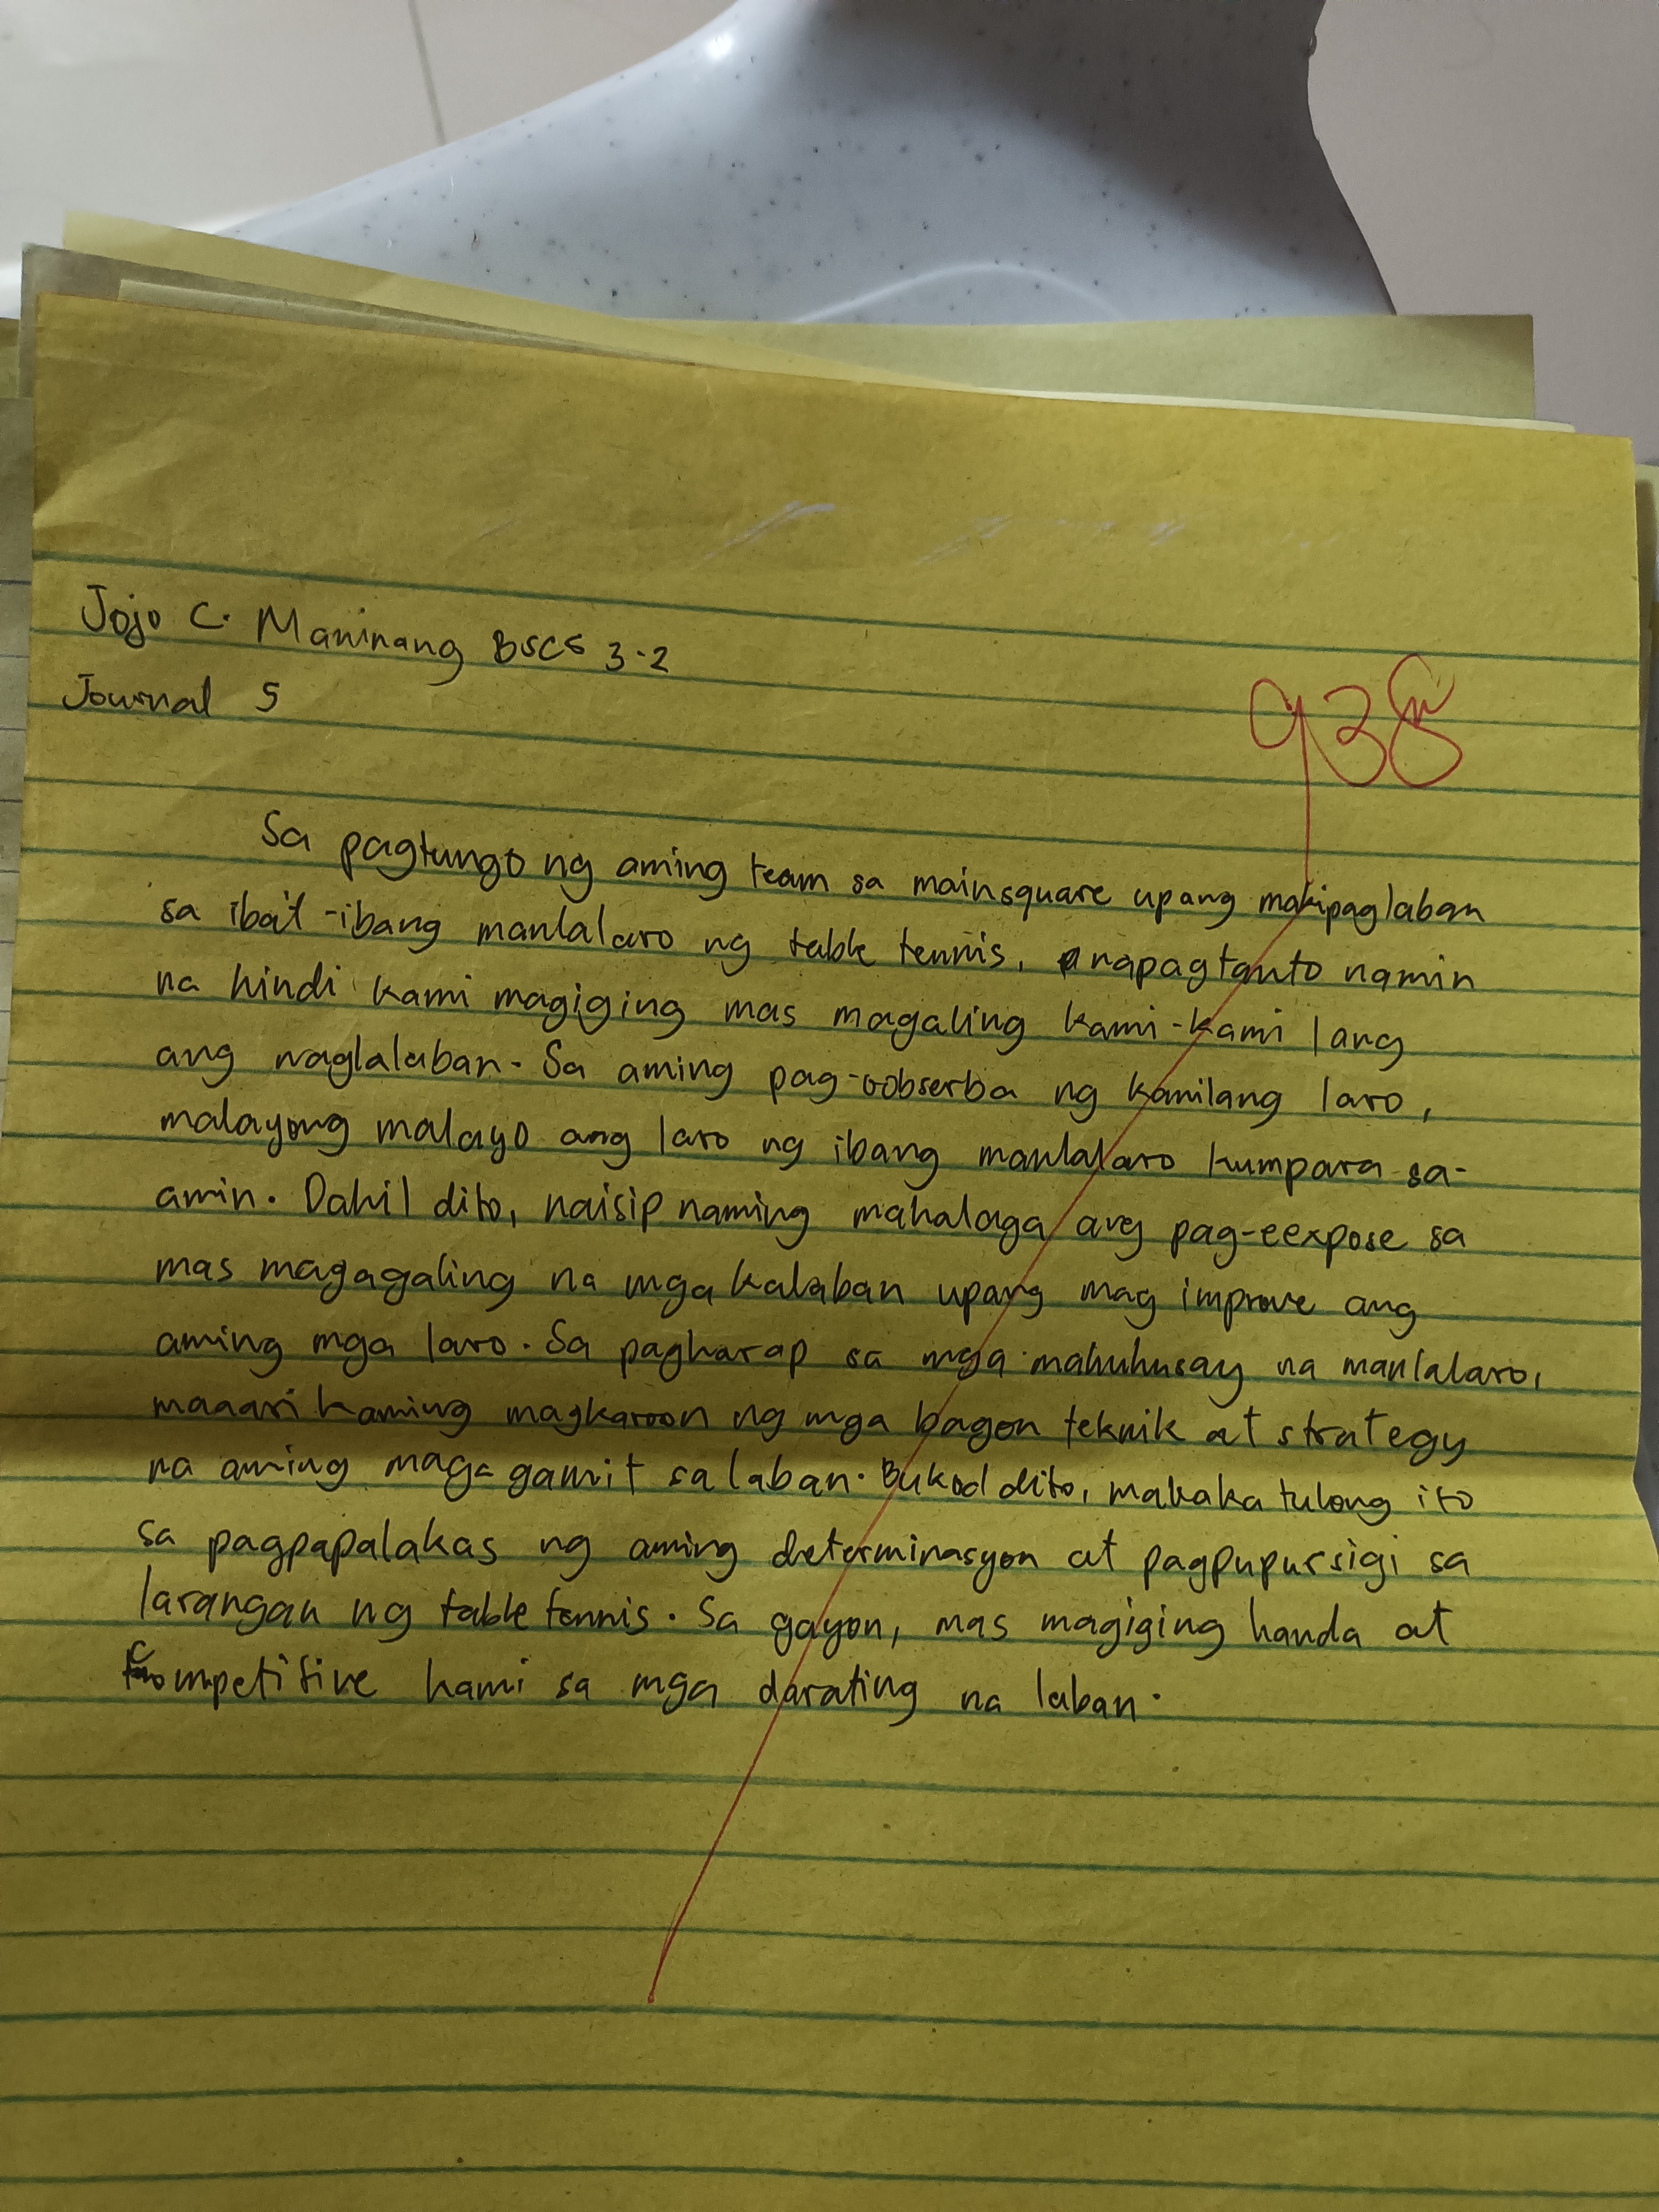 Jojo C. Maninang BSCS 3-2
Journal 5
93
Sa pagtungo ng aming team sa mainsquare upang makipaglaban
sa ibat-ibang manlalaro ng table tennis, napagtanto namin
na hindi kami magiging mas magaling kami-kami lang
ang naglalaban. Sa aming pag-oobserba ng kanilang laro,
malayong malayo ang laro ng ibang manlalaro kumpara sa-
amin. Dahil dito, naisip naming mahalaga ang pag-eexpose sa
mas magagaling na mga kalaban upang mag improve ang
aming mga laro. Sa pagharap sa mga mahuhusay na manlalaro,
maaari kaming magkaroon ng mga bagon teknik at strategy
na aming magagamit sa laban. Bukod dito, makakatulong ito
sa pagpapalakas ng aming determinasyon at pagpupursigi sa
larangan ng table tennis. Sa gayon, mas magiging handa at
competitive kami sa mga darating na laban.